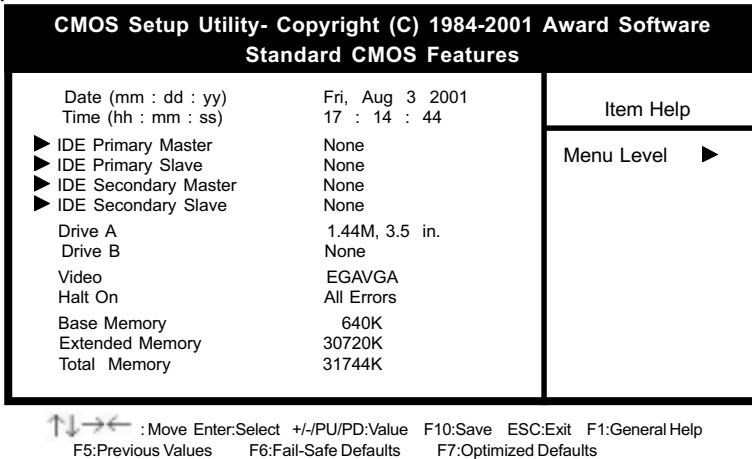 CMOS Setup Utility- Copyright (C) 1984-2001 Award Software
Standard CMOS Features
Date (mm : dd : yy) Fri, Aug 3 2001
Time (hh : mm : ss) 17 : 14 : 44
▶ IDE Primary Master None
▶ IDE Primary Slave None
▶ IDE Secondary Master None
▶ IDE Secondary Slave None
Drive A 1.44M, 3.5 in.
Drive B None
Video EGAVGA
Halt On All Errors
Base Memory 640K
Extended Memory 30720K
Total Memory 31744K
Item Help
Menu Level ▶
↑↓→← : Move Enter:Select +/-/PU/PD:Value F10:Save ESC:Exit F1:General Help
F5:Previous Values F6:Fail-Safe Defaults F7:Optimized Defaults